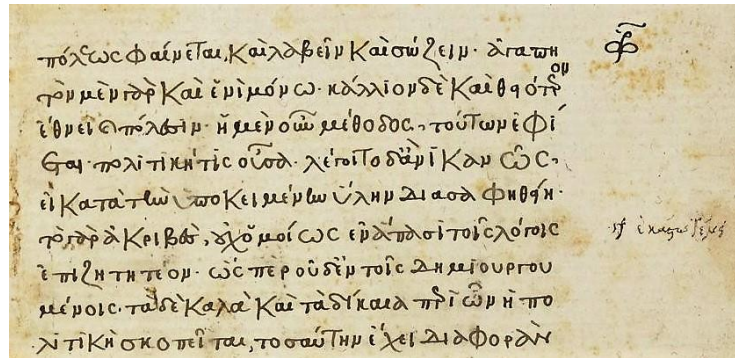 πόλεως φαίνεται, καὶ λαβεῖν καὶ σώζειν· ἀγαπη
τὸν μὲν γὰρ καὶ ἑνὶ μόνω· κάλλιον δὲ καὶ θειότερον
ἔθνει καὶ πόλεσιν· ἡ μὲν οὖν μέθοδος, τούτων ἐφί
εται· πολιτική τις οὖσα· λέγοιτο δ' ἂν ἱκανῶς,
εἰ κατὰ τὴν ὑποκειμένην ὕλην διασαφηθείη·
τὸ γὰρ ἀκριβὲς, οὐχ ὁμοίως ἐν ἅπασι τοῖς λόγοις
ἐπιζητητέον· ὥσπερ οὐδ' ἐν τοῖς δημιουργου
μένοις· τὰ δὲ καλὰ καὶ τὰ δίκαια περὶ ὧν ἡ πο
λιτικὴ σκοπεῖται, τοσαύτην ἔχει διαφορὰν